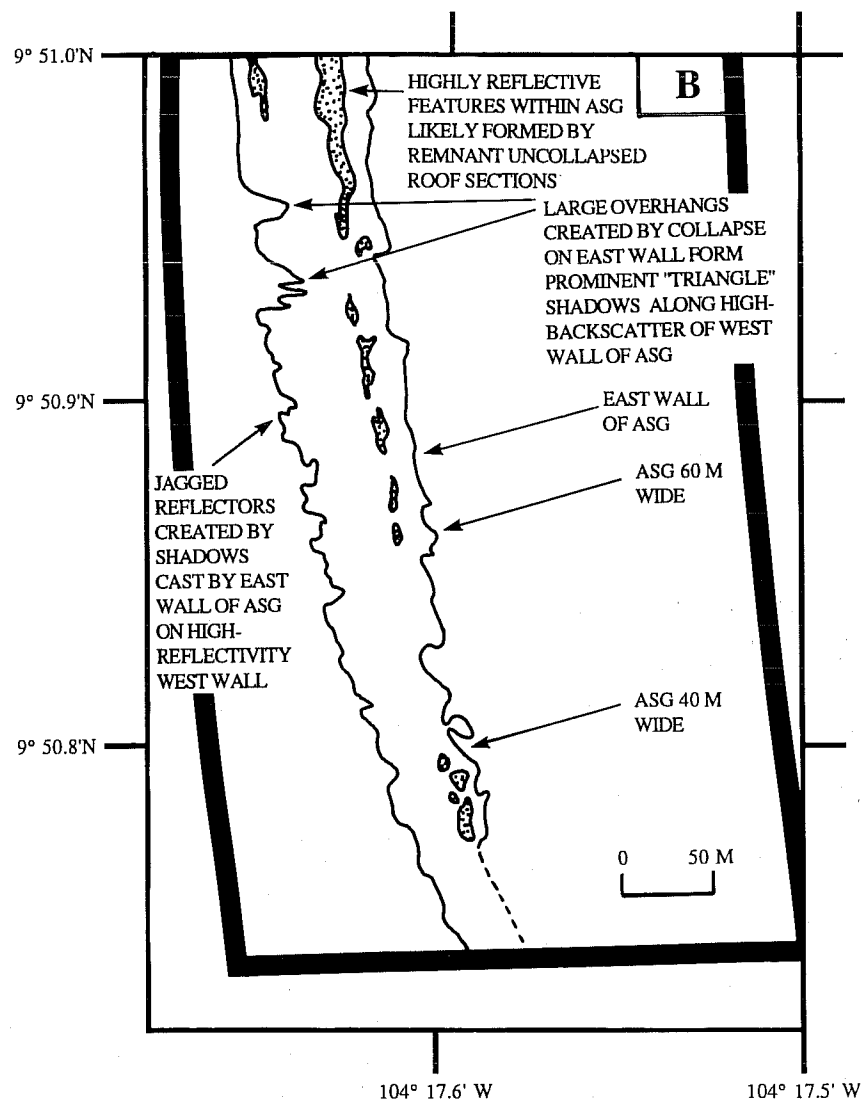 9° 51.0'N
B
HIGHLY REFLECTIVE
FEATURES WITHIN ASG
LIKELY FORMED BY
REMNANT UNCOLLAPSED
ROOF SECTIONS
LARGE OVERHANGS
CREATED BY COLLAPSE
ON EAST WALL FORM
PROMINENT "TRIANGLE"
SHADOWS ALONG HIGH-
BACKSCATTER OF WEST
WALL OF ASG
9° 50.9'N
EAST WALL
OF ASG
ASG 60 M
WIDE
JAGGED
REFLECTORS
CREATED BY
SHADOWS
CAST BY EAST
WALL OF ASG
ON HIGH-
REFLECTIVITY
WEST WALL
ASG 40 M
WIDE
9° 50.8'N
0 50 M
104° 17.6' W 104° 17.5' W